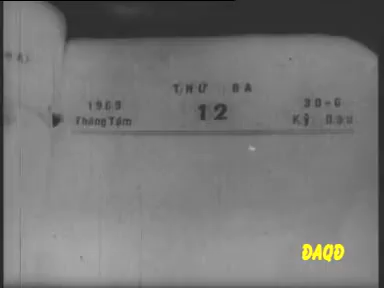 THỨ BA
1969
12
30-6
Tháng Tám
Kỷ Dậu
ĐAQĐ